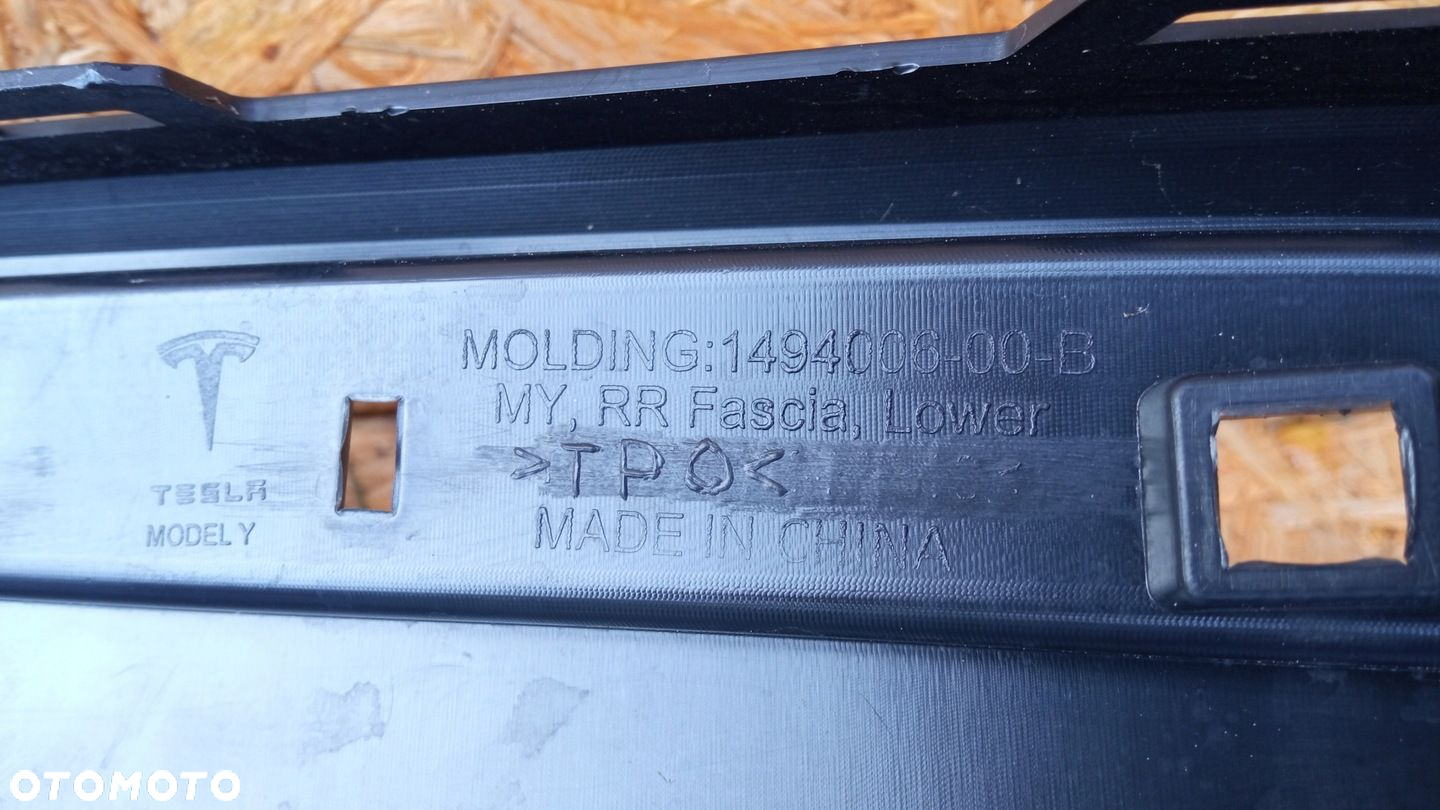 MOLDING:1494006-00-B
MY, RR Fascia, Lower
>TPO<
MADE IN CHINA
TESLA
MODEL Y
OTOMOTO